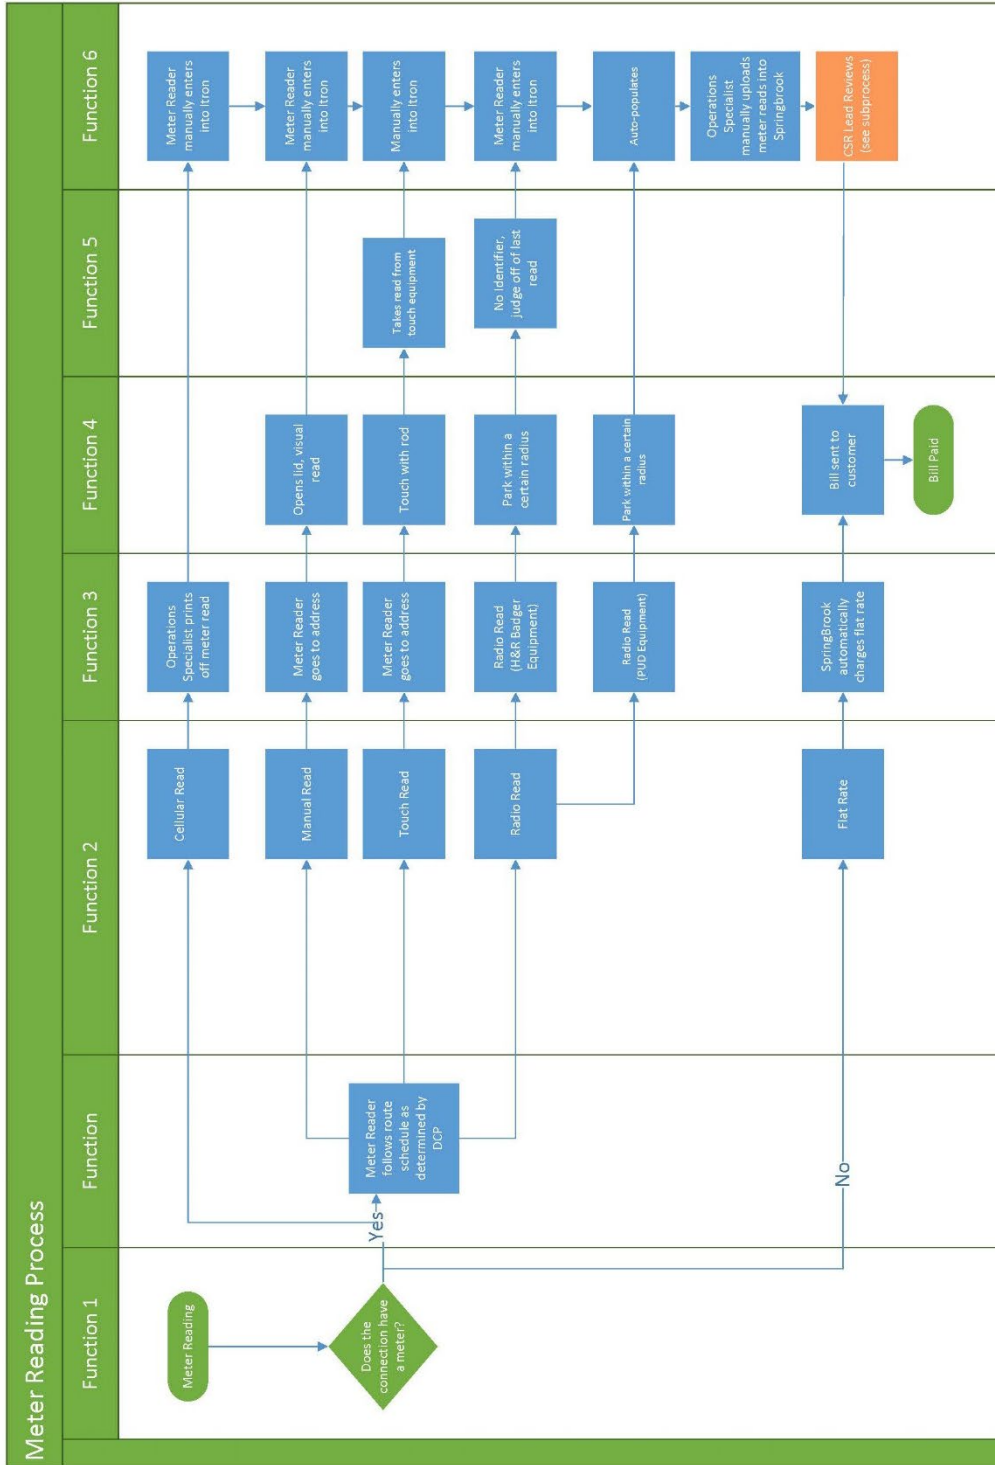 Meter Reading Process
Function 1
Function
Function 2
Function 3
Function 4
Function 5
Function 6
Meter Reading
Does the
connection have
a meter?
Yes
No
Meter Reader
follows route
schedule as
determined by
DCP
Cellular Read
Manual Read
Touch Read
Radio Read
Flat Rate
Operations
Specialist prints
off meter read
Meter Reader
goes to address
Meter Reader
goes to address
Radio Read
(H&R Badger
Equipment)
Radio Read
(PUD Equipment)
SpringBrook
automatically
charges flat rate
Opens lid, visual
read
Touch with rod
Park within a
certain radius
Park within a certain
radius
Bill sent to
customer
Bill Paid
Takes read from
touch equipment
No Identifier,
judge off of last
read
Meter Reader
manually enters
into Itron
Meter Reader
manually enters
into Itron
Manually enters
into Itron
Meter Reader
manually enters
into Itron
Auto-populates
Operations
Specialist
manually uploads
meter reads into
Springbrook
CSR Lead Reviews
(see subprocess)